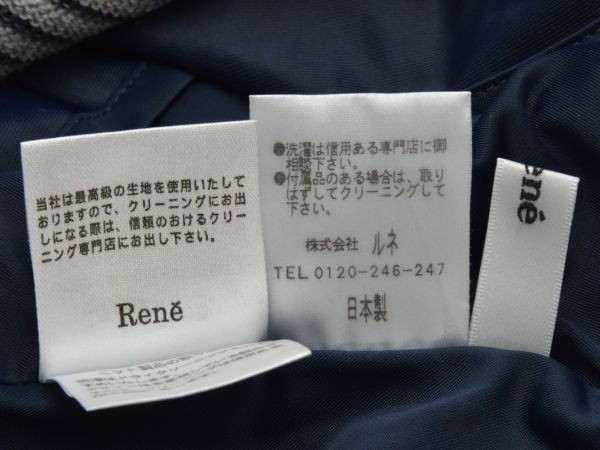 当社は最高級の生地を使用いたして
おりますので、クリーニングにお出
しになる際は、信頼のおけるクリー
ニング専門店にお出し下さい。
Renĕ
●洗濯は信用ある専門店に御
相談下さい。
●付属品のある場合は、取り
はずしてクリーニングして
下さい。
株式会社 ルネ
TEL 0120-246-247
日本製
ené